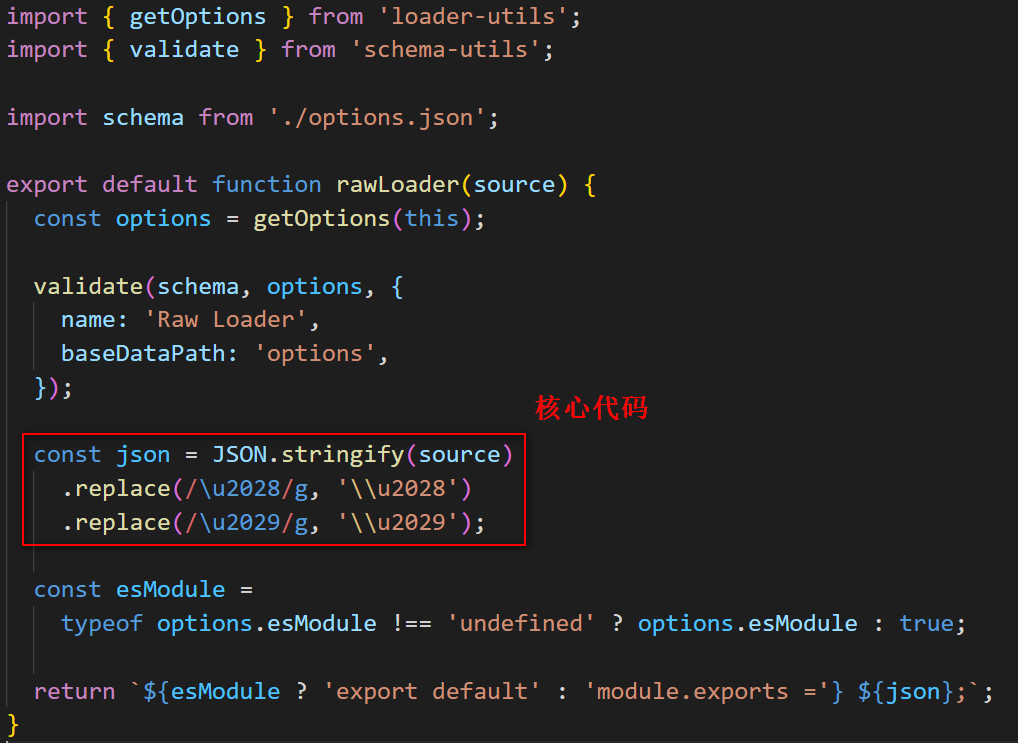 import { getOptions } from 'loader-utils';
import { validate } from 'schema-utils';
import schema from './options.json';
export default function rawLoader(source) {
  const options = getOptions(this);
  validate(schema, options, {
    name: 'Raw Loader',
    baseDataPath: 'options',
  });
核心代码
  const json = JSON.stringify(source)
    .replace(/\u2028/g, '\\u2028')
    .replace(/\u2029/g, '\\u2029');
  const esModule =
    typeof options.esModule !== 'undefined' ? options.esModule : true;
  return `${esModule ? 'export default' : 'module.exports ='} ${json};`;
}